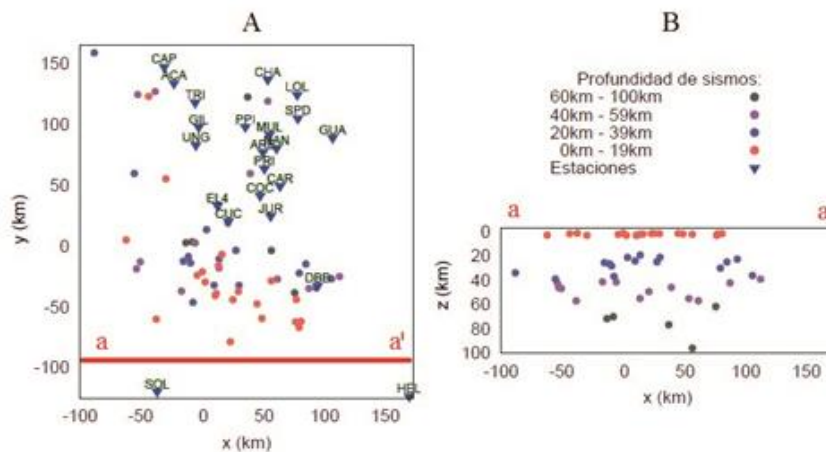 A
B
150
100
50
0
-50
-100
y (km)
CAP
ACA
TRI
GIL
UNG
CHA
LOL
SPD
PPI
MUL
GUA
PRI
CAR
COC
EL4
CUC
JUR
DBB
a a'
SOL
HEL
-100 -50 0 50 100 150
x (km)
Profundidad de sismos:
60km - 100km
40km - 59km
20km - 39km
0km - 19km
Estaciones
a a
0
20
40
60
80
100
z (km)
-100 -50 0 50 100 150
x (km)